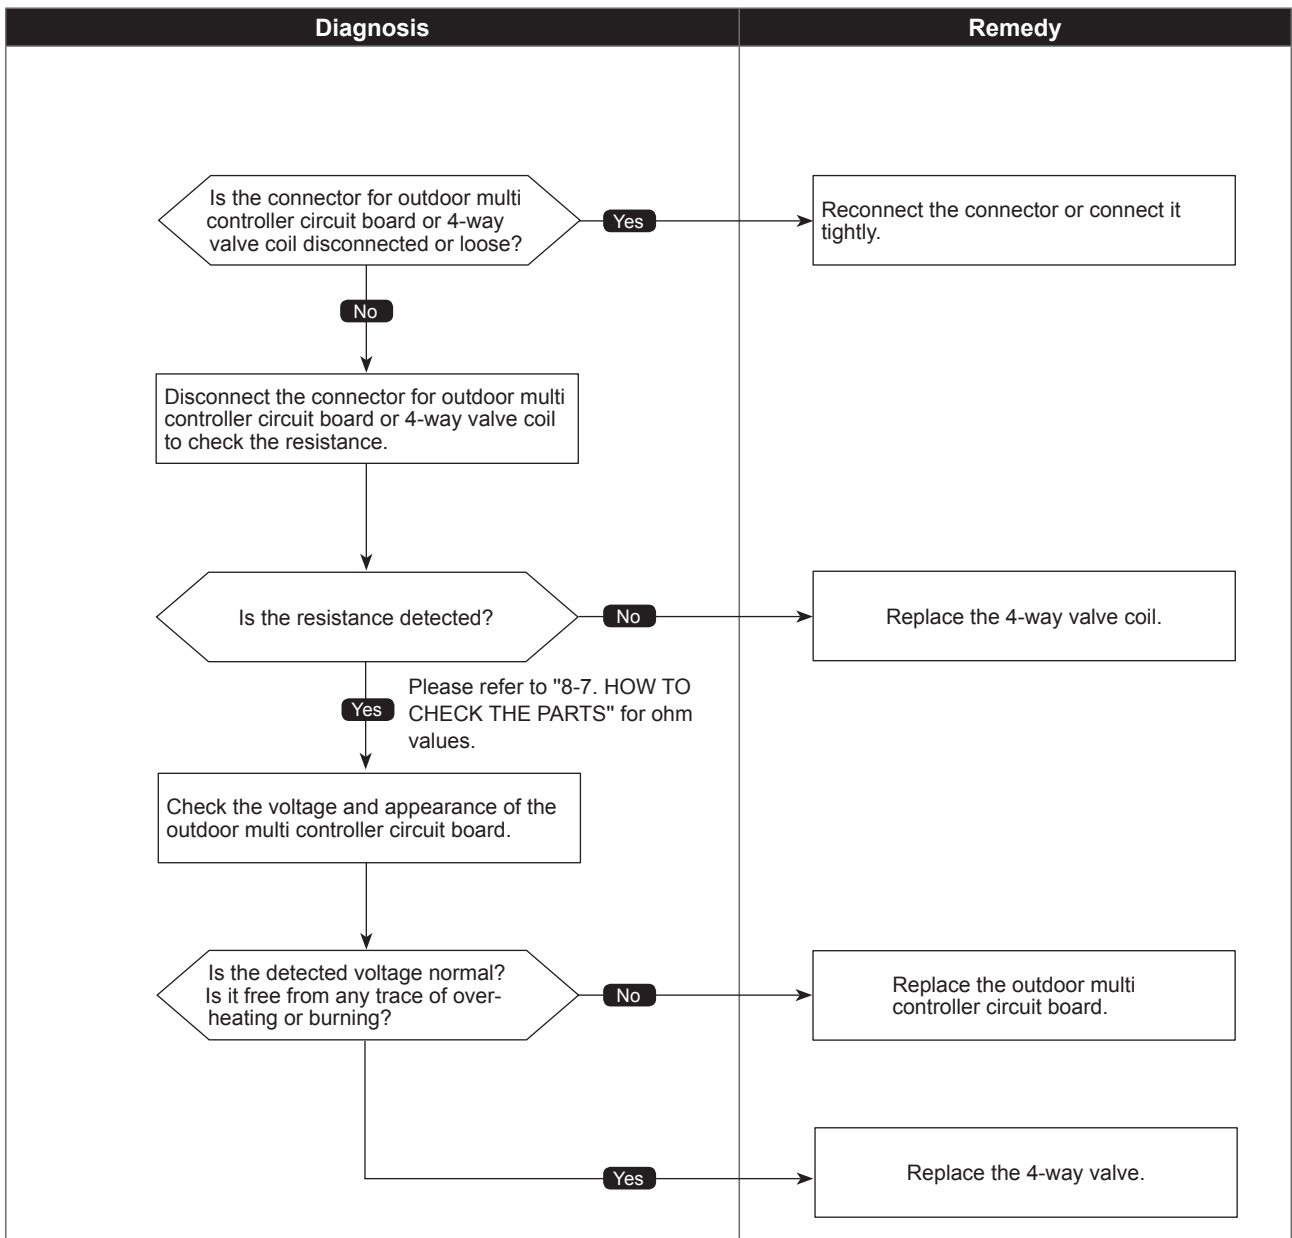 Diagnosis
Remedy
Is the connector for outdoor multi
controller circuit board or 4-way
valve coil disconnected or loose?
Yes
Reconnect the connector or connect it
tightly.
No
Disconnect the connector for outdoor multi
controller circuit board or 4-way valve coil
to check the resistance.
Is the resistance detected?
No
Replace the 4-way valve coil.
Yes
Please refer to "8-7. HOW TO
CHECK THE PARTS" for ohm
values.
Check the voltage and appearance of the
outdoor multi controller circuit board.
Is the detected voltage normal?
Is it free from any trace of over-
heating or burning?
No
Replace the outdoor multi
controller circuit board.
Yes
Replace the 4-way valve.